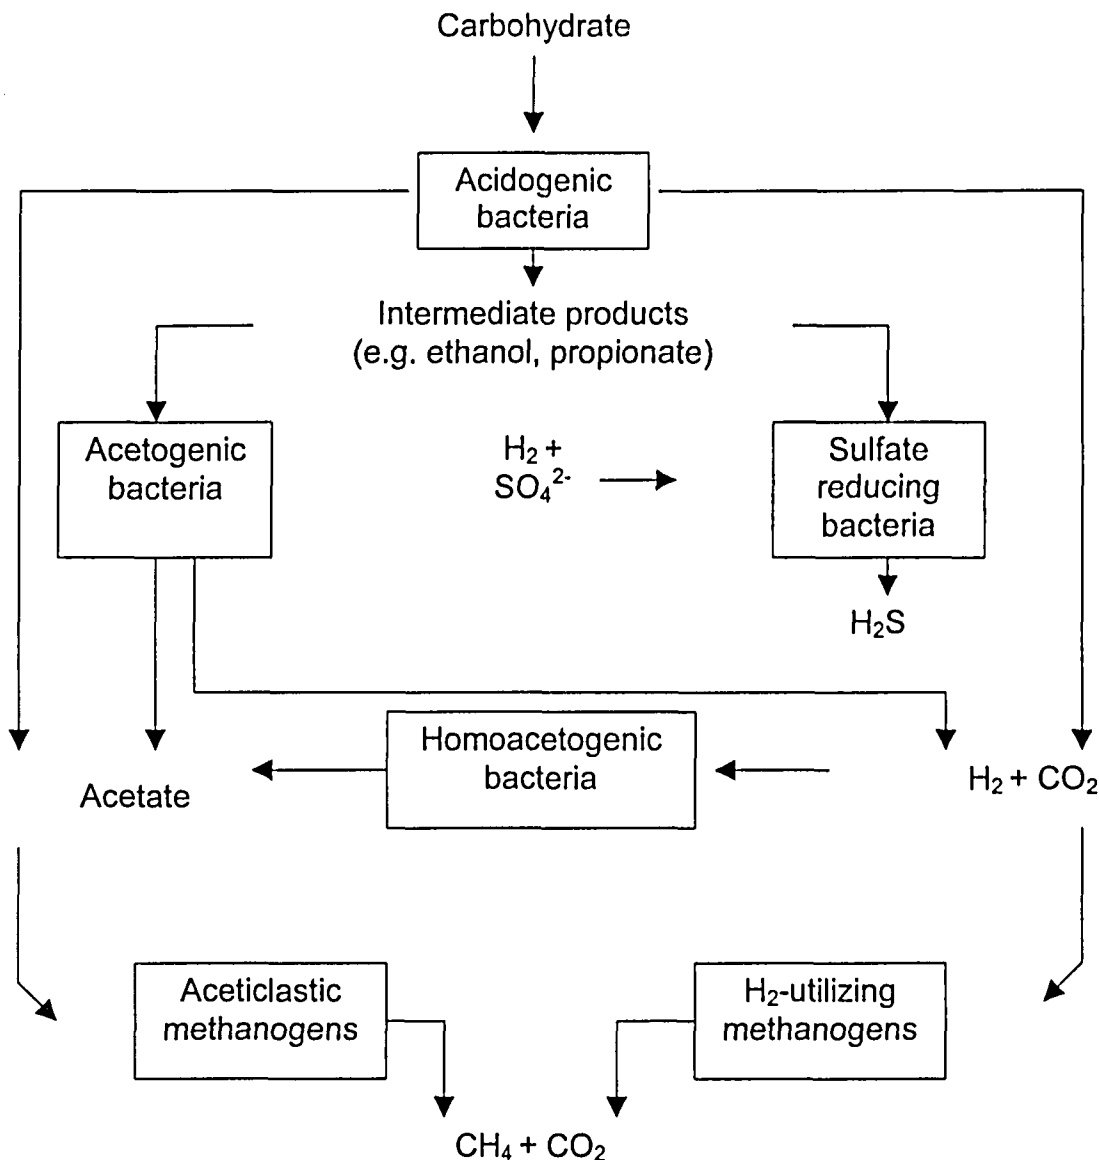 Carbohydrate
Acidogenic
bacteria
Intermediate products
(e.g. ethanol, propionate)
Acetogenic
bacteria
H₂ +
SO₄²⁻
Sulfate
reducing
bacteria
H₂S
Homoacetogenic
bacteria
Acetate
H₂ + CO₂
Aceticlastic
methanogens
H₂-utilizing
methanogens
CH₄ + CO₂